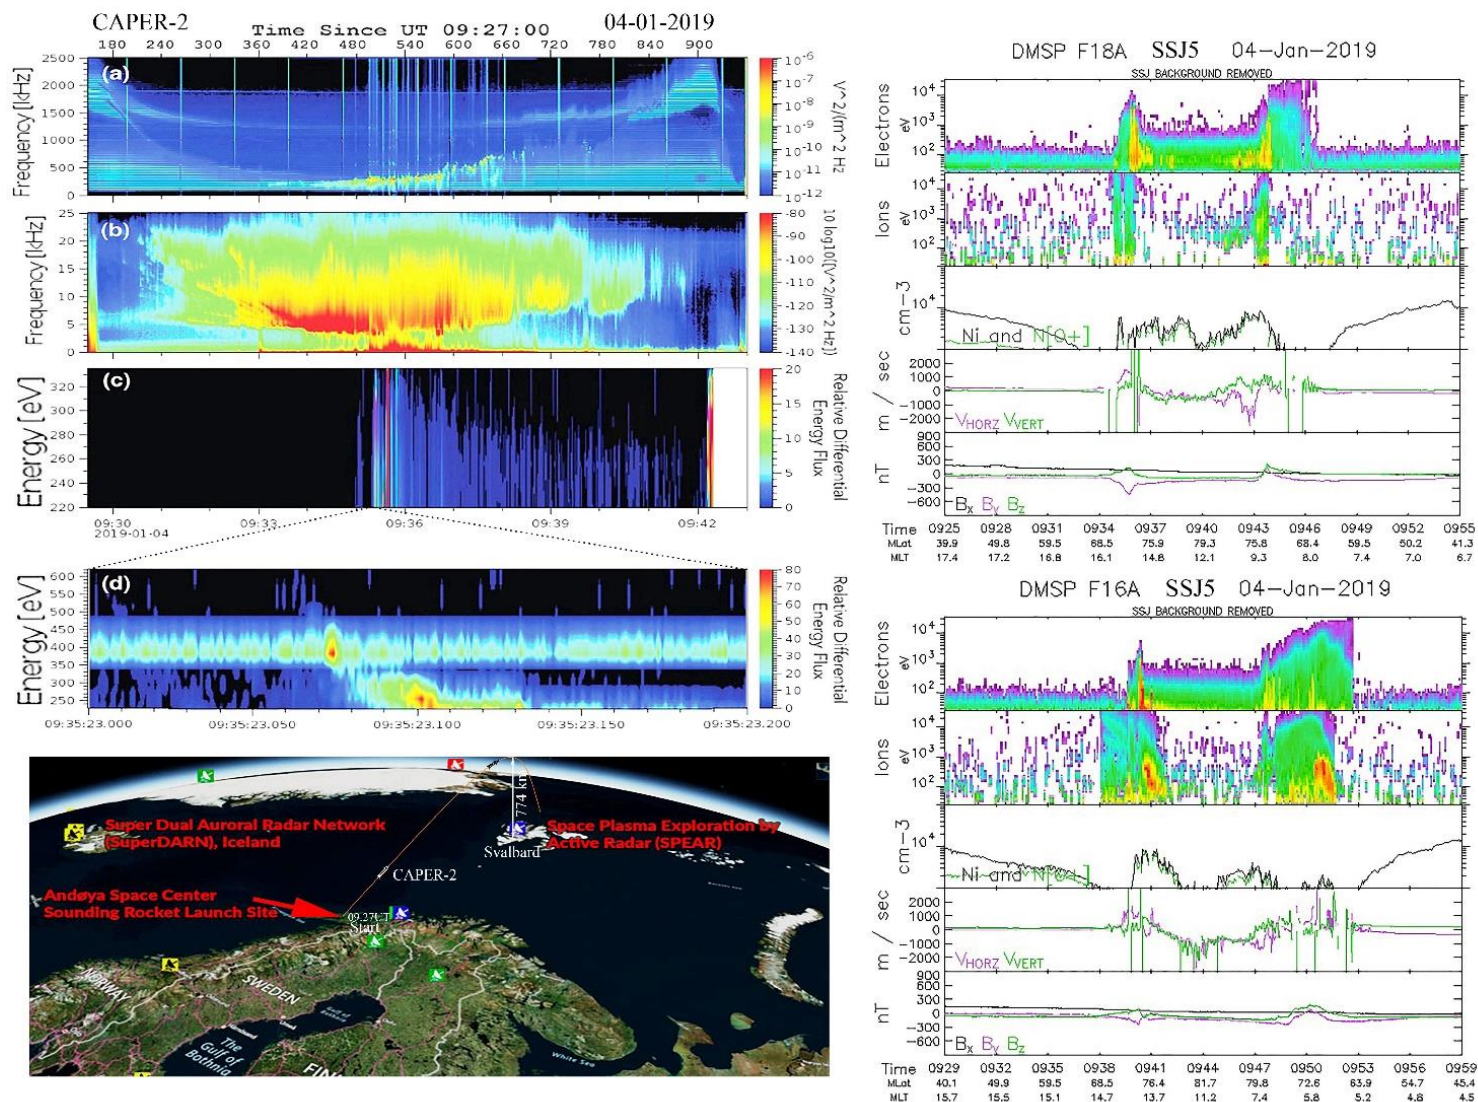 CAPER-2
Time Since UT 09:27:00
04-01-2019
180 240 300 360 420 480 540 600 660 720 780 840 900
(a)
Frequency [kHz]
2500
2000
1500
1000
500
0
10^-6
10^-7
10^-8
10^-9
10^-10
10^-11
10^-12
V^2/(m^2 Hz
(b)
Frequency [kHz]
25
20
15
10
5
0
-80
-90
-100
-110
-120
-130
-140
10 log10[(V^2/m^2 Hz)]
(c)
Energy [eV]
320
300
280
260
240
220
20
15
10
5
0
Relative Differential
Energy Flux
09:30 09:33 09:36 09:39 09:42
2019-01-04
(d)
Energy [eV]
600
550
500
450
400
350
300
250
80
70
60
50
40
30
20
10
0
Relative Differential
Energy Flux
09:35:23.000 09:35:23.050 09:35:23.100 09:35:23.150 09:35:23.200
774 km
Super Dual Auroral Radar Network
(SuperDARN), Iceland
Space Plasma Exploration by
Active Radar (SPEAR)
Svalbard
CAPER-2
Andøya Space Center
Sounding Rocket Launch Site
09.27UT
Start
NORWAY
SWEDEN
Gulf of
Bothnia
The
Gulf of
Bothnia
FIN
White Sea
DMSP F18A SSJ5 04-Jan-2019
SSJ BACKGROUND REMOVED
Electrons
eV
10^4
10^3
10^2
Ions
eV
10^4
10^3
10^2
cm-3
10^4
Ni and N[O+]
m / sec
2000
1000
0
-1000
-2000
VHORZ VVERT
nT
900
600
300
0
-300
-600
Bx By Bz
Time 0925 0928 0931 0934 0937 0940 0943 0946 0949 0952 0955
MLat 39.9 49.8 59.5 68.5 75.9 79.3 75.8 68.4 59.5 50.2 41.3
MLT 17.4 17.2 16.8 16.1 14.8 12.1 9.3 8.0 7.4 7.0 6.7
DMSP F16A SSJ5 04-Jan-2019
SSJ BACKGROUND REMOVED
Electrons
eV
10^4
10^3
10^2
Ions
eV
10^4
10^3
10^2
cm-3
10^4
Ni and N[O+]
m / sec
2000
1000
0
-1000
-2000
VHORZ VVERT
nT
900
600
300
0
-300
-600
Bx By Bz
Time 0929 0932 0935 0938 0941 0944 0947 0950 0953 0956 0959
MLat 40.1 49.9 59.5 68.5 76.4 81.7 79.8 72.6 63.9 54.7 45.4
MLT 15.7 15.5 15.1 14.7 13.7 11.2 7.4 5.8 5.2 4.8 4.5